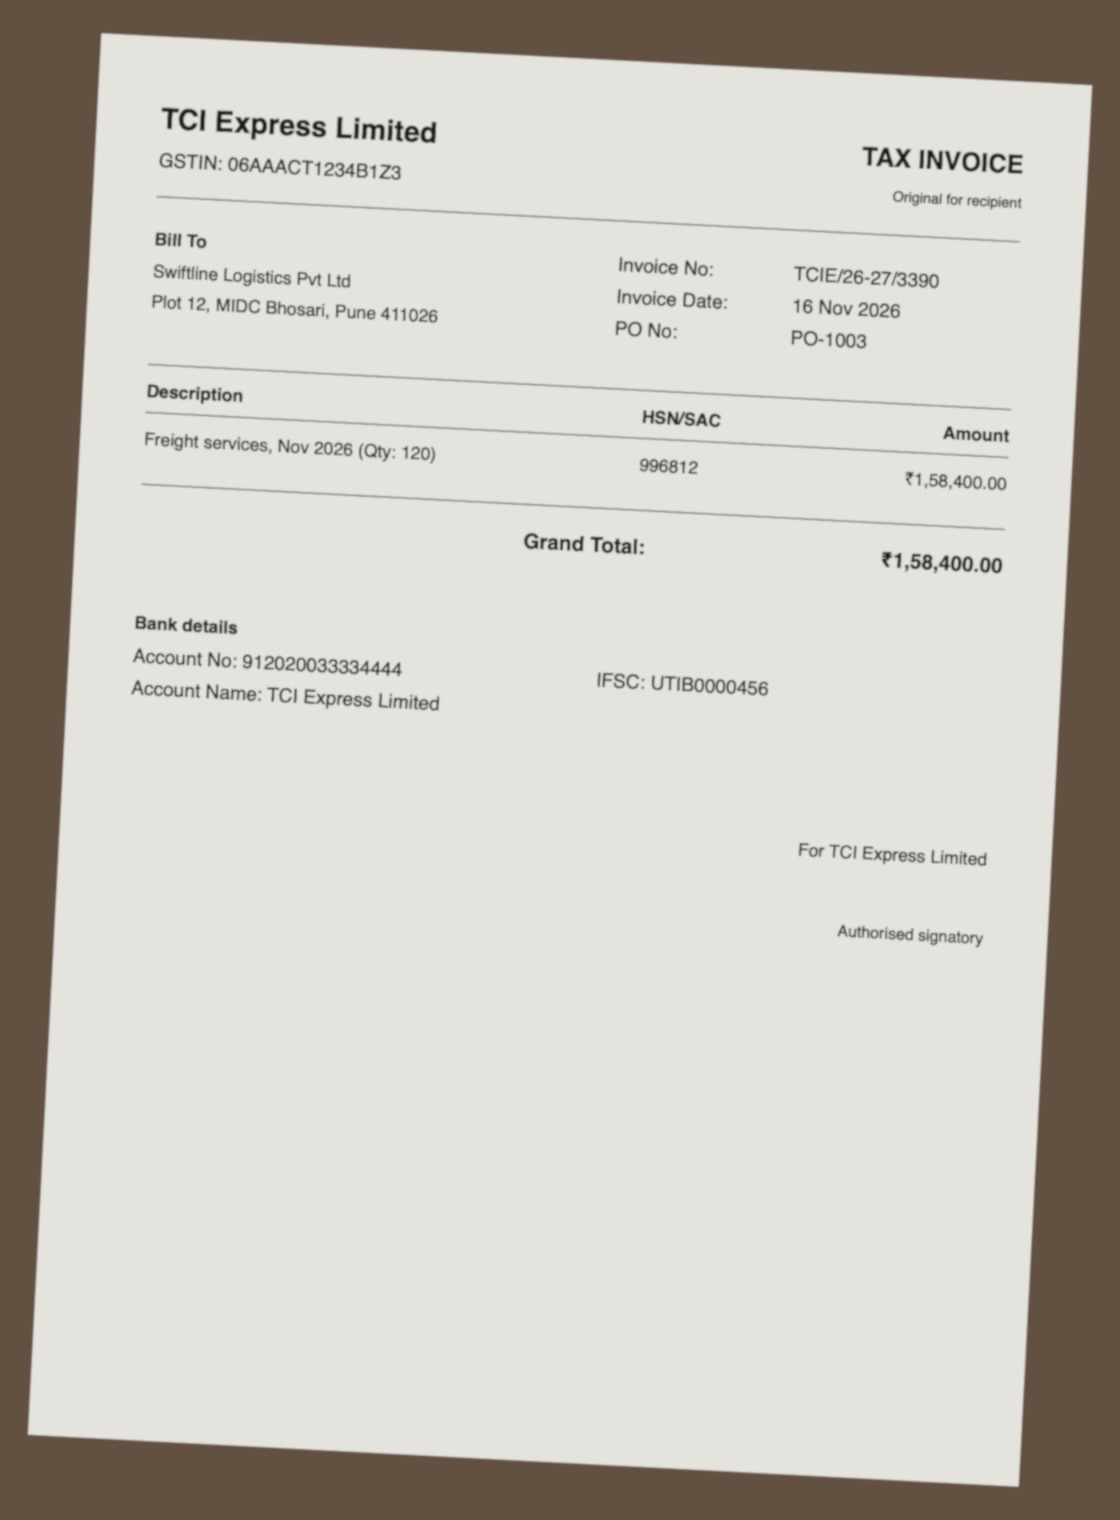 TCI Express Limited
GSTIN: 06AAACT1234B1Z3
TAX INVOICE
Original for recipient
Bill To
Swiftline Logistics Pvt Ltd
Plot 12, MIDC Bhosari, Pune 411026
Invoice No: TCIE/26-27/3390
Invoice Date: 16 Nov 2026
PO No: PO-1003
Description HSN/SAC Amount
Freight services, Nov 2026 (Qty: 120) 996812 ₹1,58,400.00
Grand Total: ₹1,58,400.00
Bank details
Account No: 912020033334444 IFSC: UTIB0000456
Account Name: TCI Express Limited
For TCI Express Limited
Authorised signatory